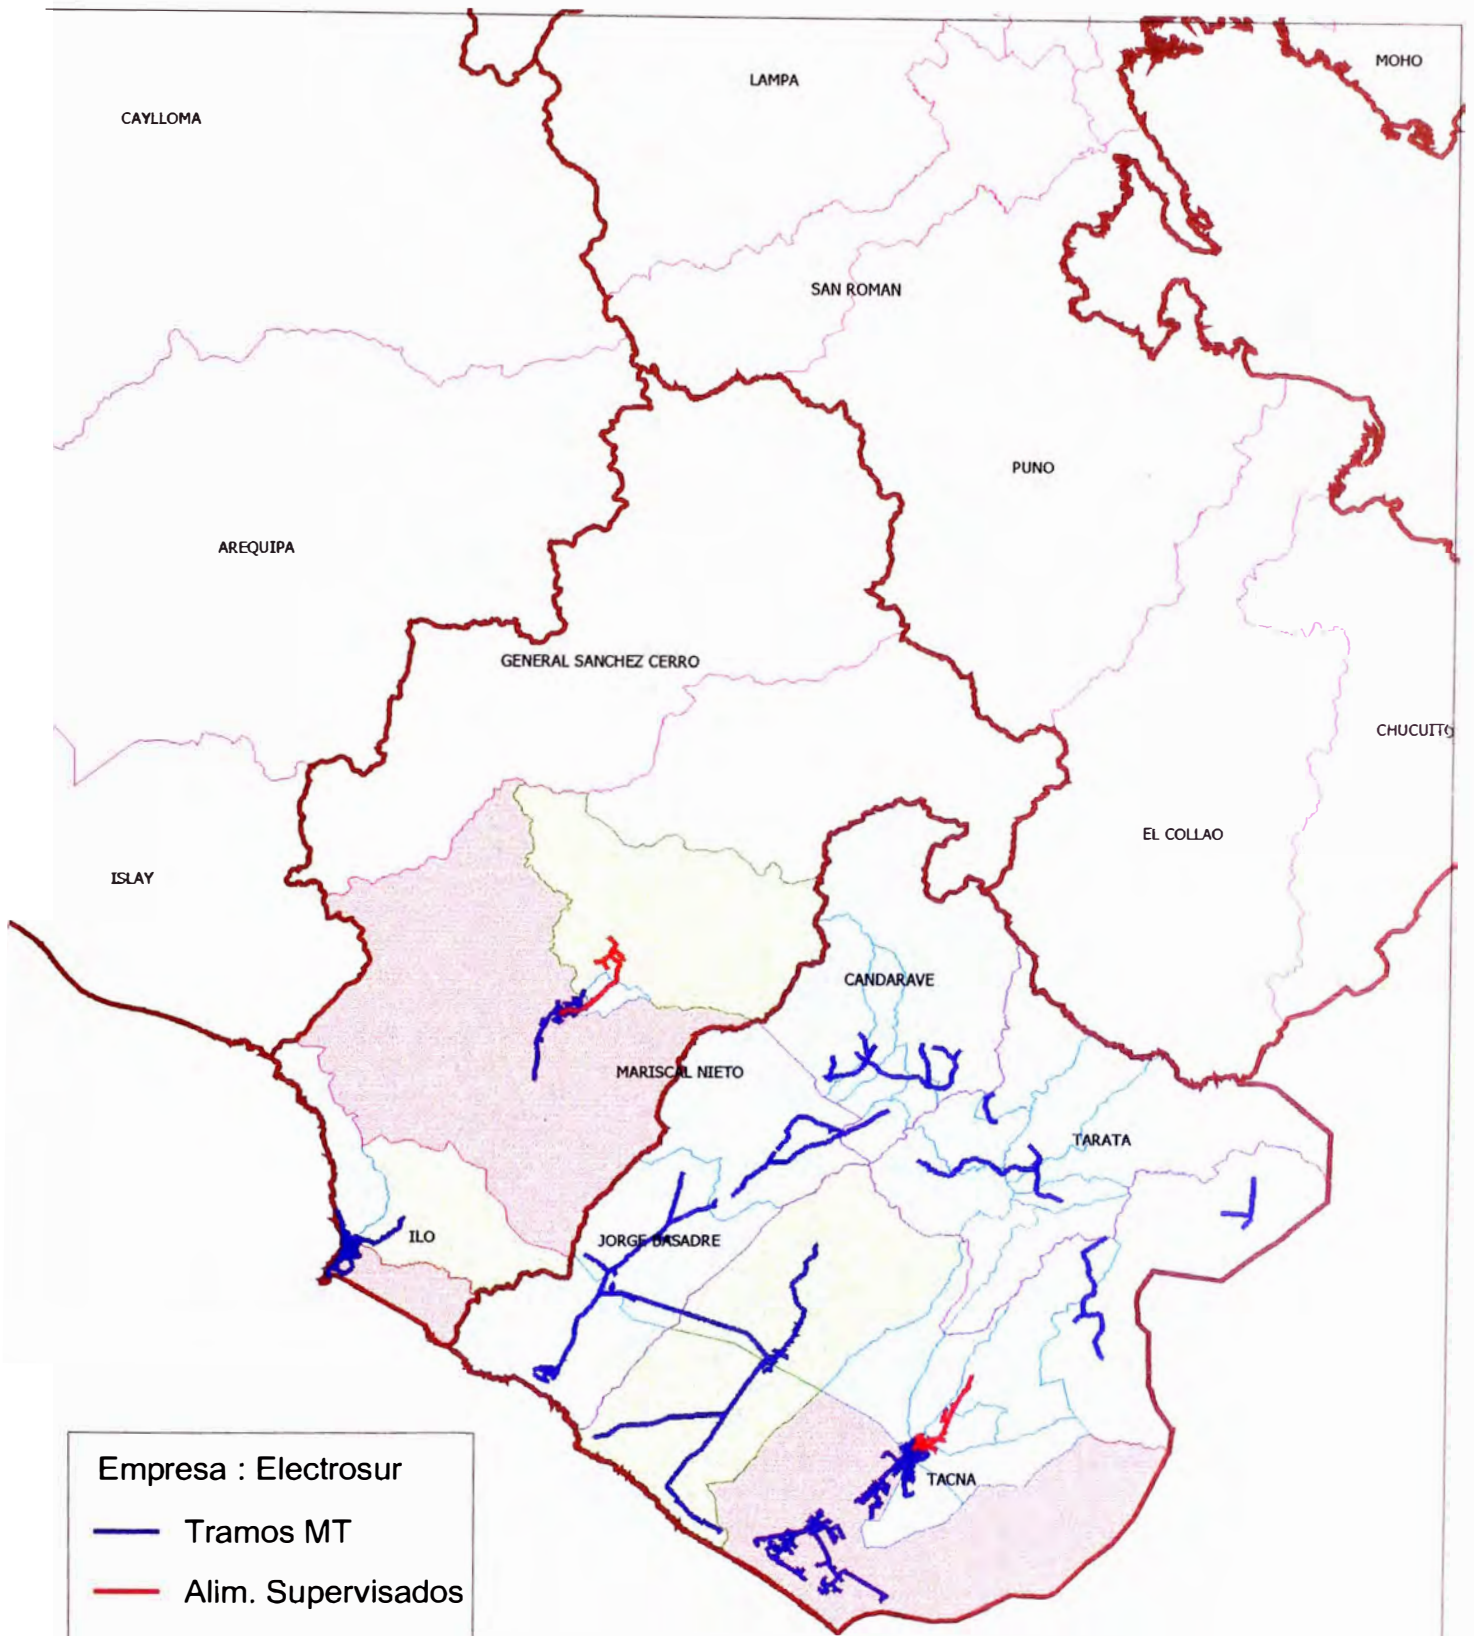 MOHO
LAMPA
CAYLLOMA
SAN ROMAN
PUNO
AREQUIPA
GENERAL SANCHEZ CERRO
CHUCUITO
EL COLLAO
ISLAY
CANDARAVE
MARISCAL NIETO
TARATA
ILO
JORGE BASADRE
TACNA
Empresa : Electrosur
Tramos MT
Alim. Supervisados